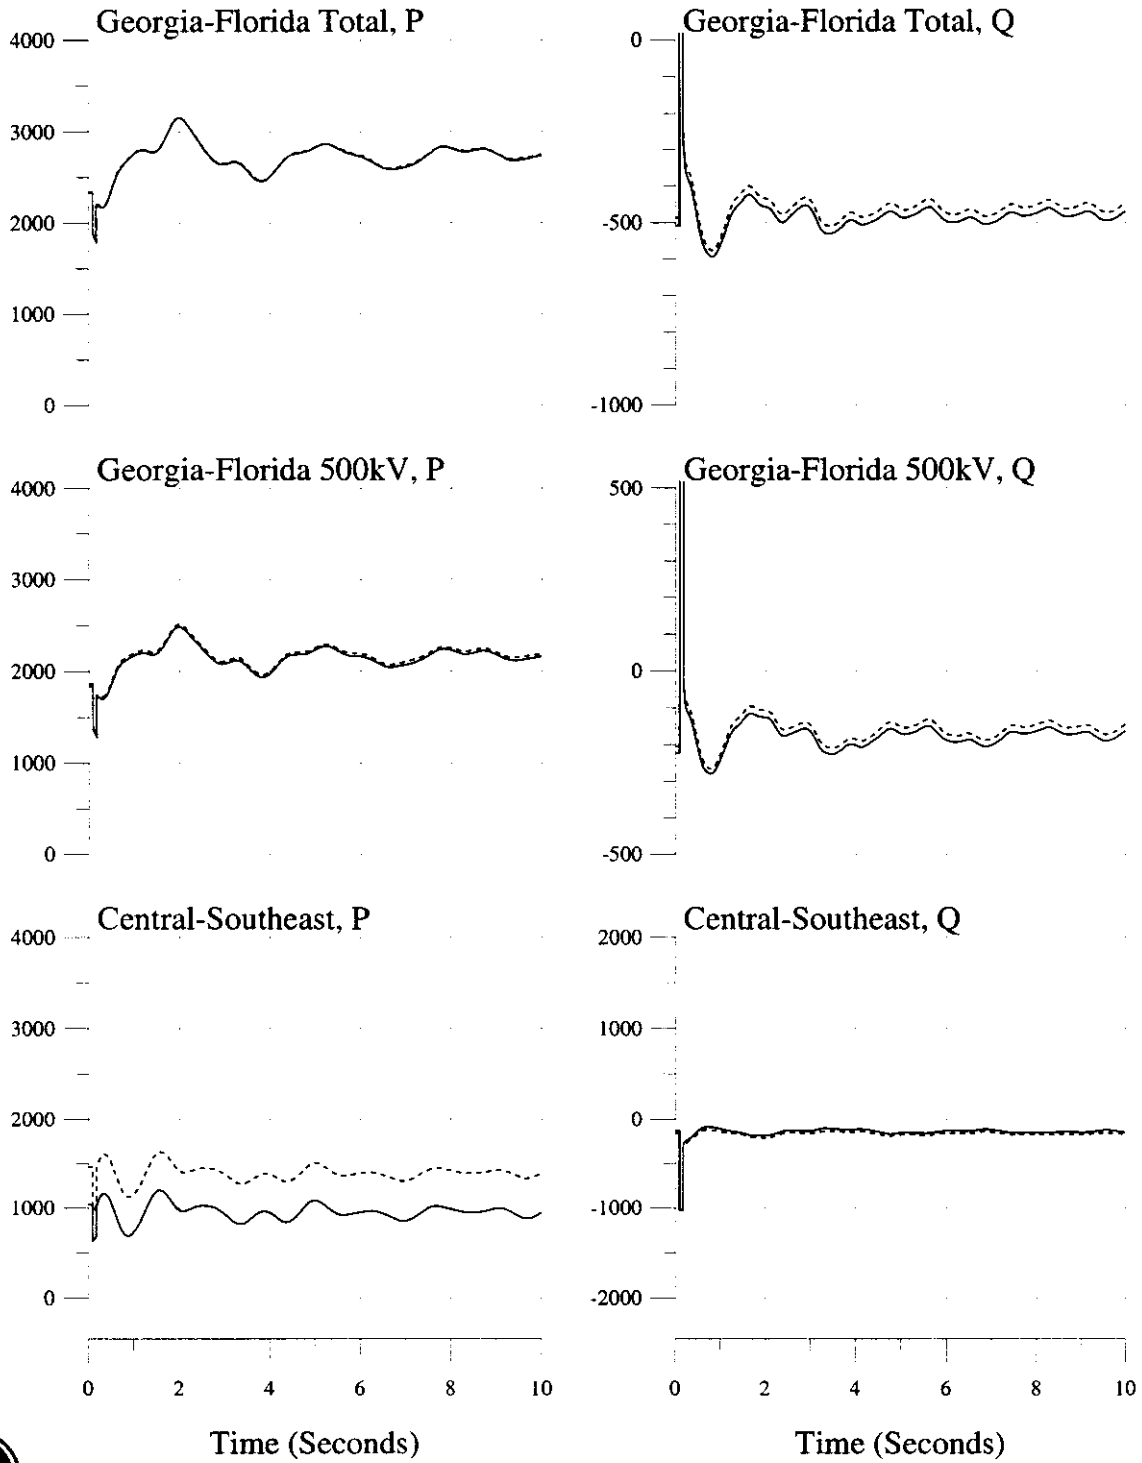 Georgia-Florida Total, P
4000
3000
2000
1000
0
Georgia-Florida Total, Q
0
-500
-1000
Georgia-Florida 500kV, P
4000
3000
2000
1000
0
Georgia-Florida 500kV, Q
500
0
-500
Central-Southeast, P
4000
3000
2000
1000
0
0 2 4 6 8 10
Time (Seconds)
Central-Southeast, Q
2000
1000
0
-1000
-2000
0 2 4 6 8 10
Time (Seconds)